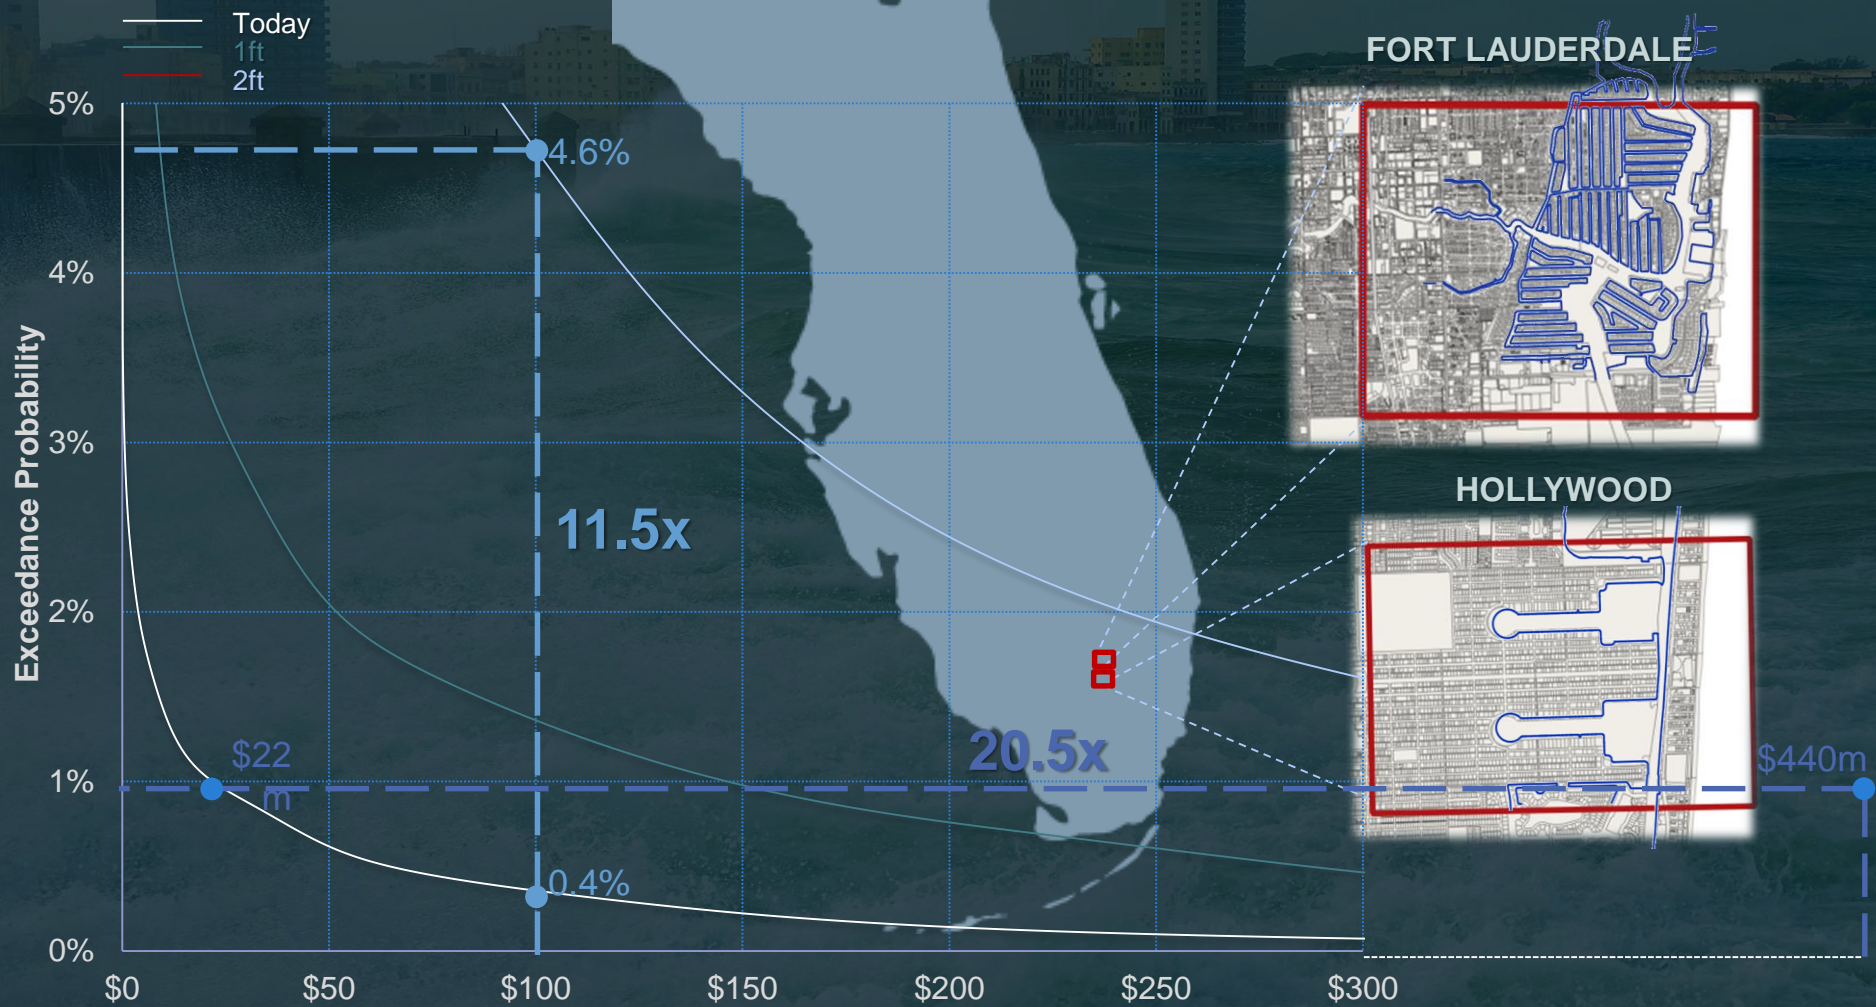 Today
1ft
2ft
FORT LAUDERDALE
5%
4%
3%
2%
1%
0%
Exceedance Probability
4.6%
11.5x
HOLLYWOOD
20.5x
$22
m
$440m
0.4%
$0
$50
$100
$150
$200
$250
$300